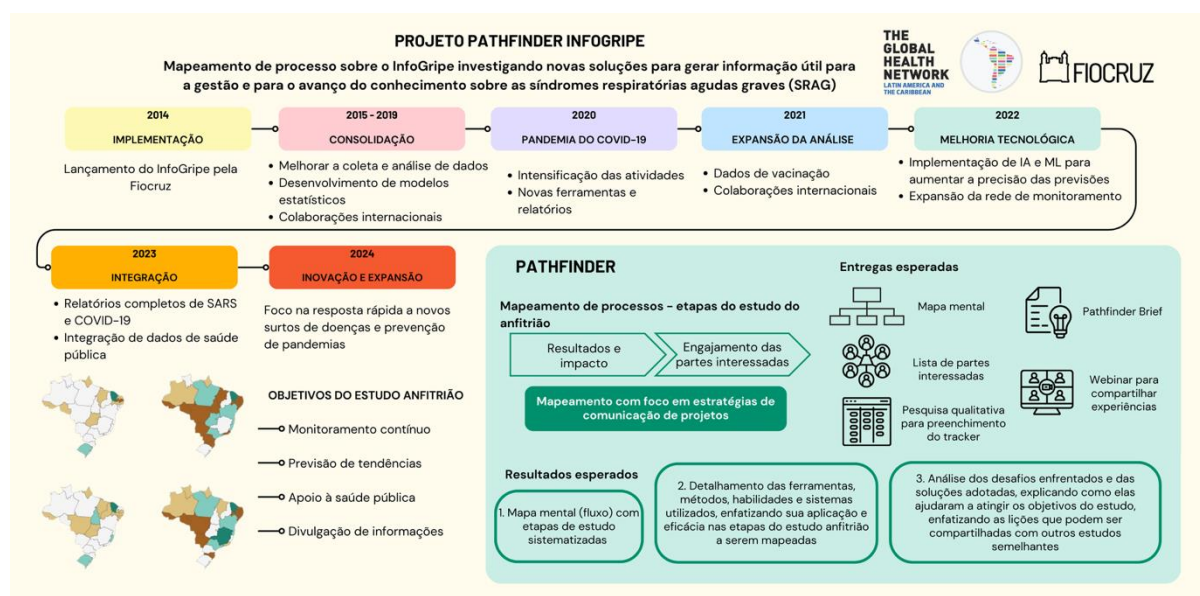 PROJETO PATHFINDER INFOGRIPE
Mapeamento de processo sobre o InfoGripe investigando novas soluções para gerar informação útil para
a gestão e para o avanço do conhecimento sobre as síndromes respiratórias agudas graves (SRAG)
THE
GLOBAL
HEALTH
NETWORK
LATIN AMERICA AND
THE CARIBBEAN
FIOCRUZ
2014
IMPLEMENTAÇÃO
Lançamento do InfoGripe pela
Fiocruz
2015 - 2019
CONSOLIDAÇÃO
• Melhorar a coleta e análise de dados
• Desenvolvimento de modelos
estatísticos
• Colaborações internacionais
2020
PANDEMIA DO COVID-19
• Intensificação das atividades
• Novas ferramentas e
relatórios
2021
EXPANSÃO DA ANÁLISE
• Dados de vacinação
• Colaborações internacionais
2022
MELHORIA TECNOLÓGICA
• Implementação de IA e ML para
aumentar a precisão das previsões
• Expansão da rede de monitoramento
2023
INTEGRAÇÃO
• Relatórios completos de SARS
e COVID-19
• Integração de dados de saúde
pública
2024
INOVAÇÃO E EXPANSÃO
Foco na resposta rápida a novos
surtos de doenças e prevenção
de pandemias
OBJETIVOS DO ESTUDO ANFITRIÃO
Monitoramento contínuo
Previsão de tendências
Apoio à saúde pública
Divulgação de informações
PATHFINDER
Mapeamento de processos - etapas do estudo do
anfitrião
Resultados e
impacto
Engajamento das
partes interessadas
Mapeamento com foco em estratégias de
comunicação de projetos
Entregas esperadas
Mapa mental
Lista de partes
interessadas
Pesquisa qualitativa
para preenchimento
do tracker
Pathfinder Brief
Webinar para
compartilhar
experiências
Resultados esperados
1. Mapa mental (fluxo) com
etapas de estudo
sistematizadas
2. Detalhamento das ferramentas,
métodos, habilidades e sistemas
utilizados, enfatizando sua aplicação e
eficácia nas etapas do estudo anfitrião
a serem mapeadas
3. Análise dos desafios enfrentados e das
soluções adotadas, explicando como elas
ajudaram a atingir os objetivos do estudo,
enfatizando as lições que podem ser
compartilhadas com outros estudos
semelhantes